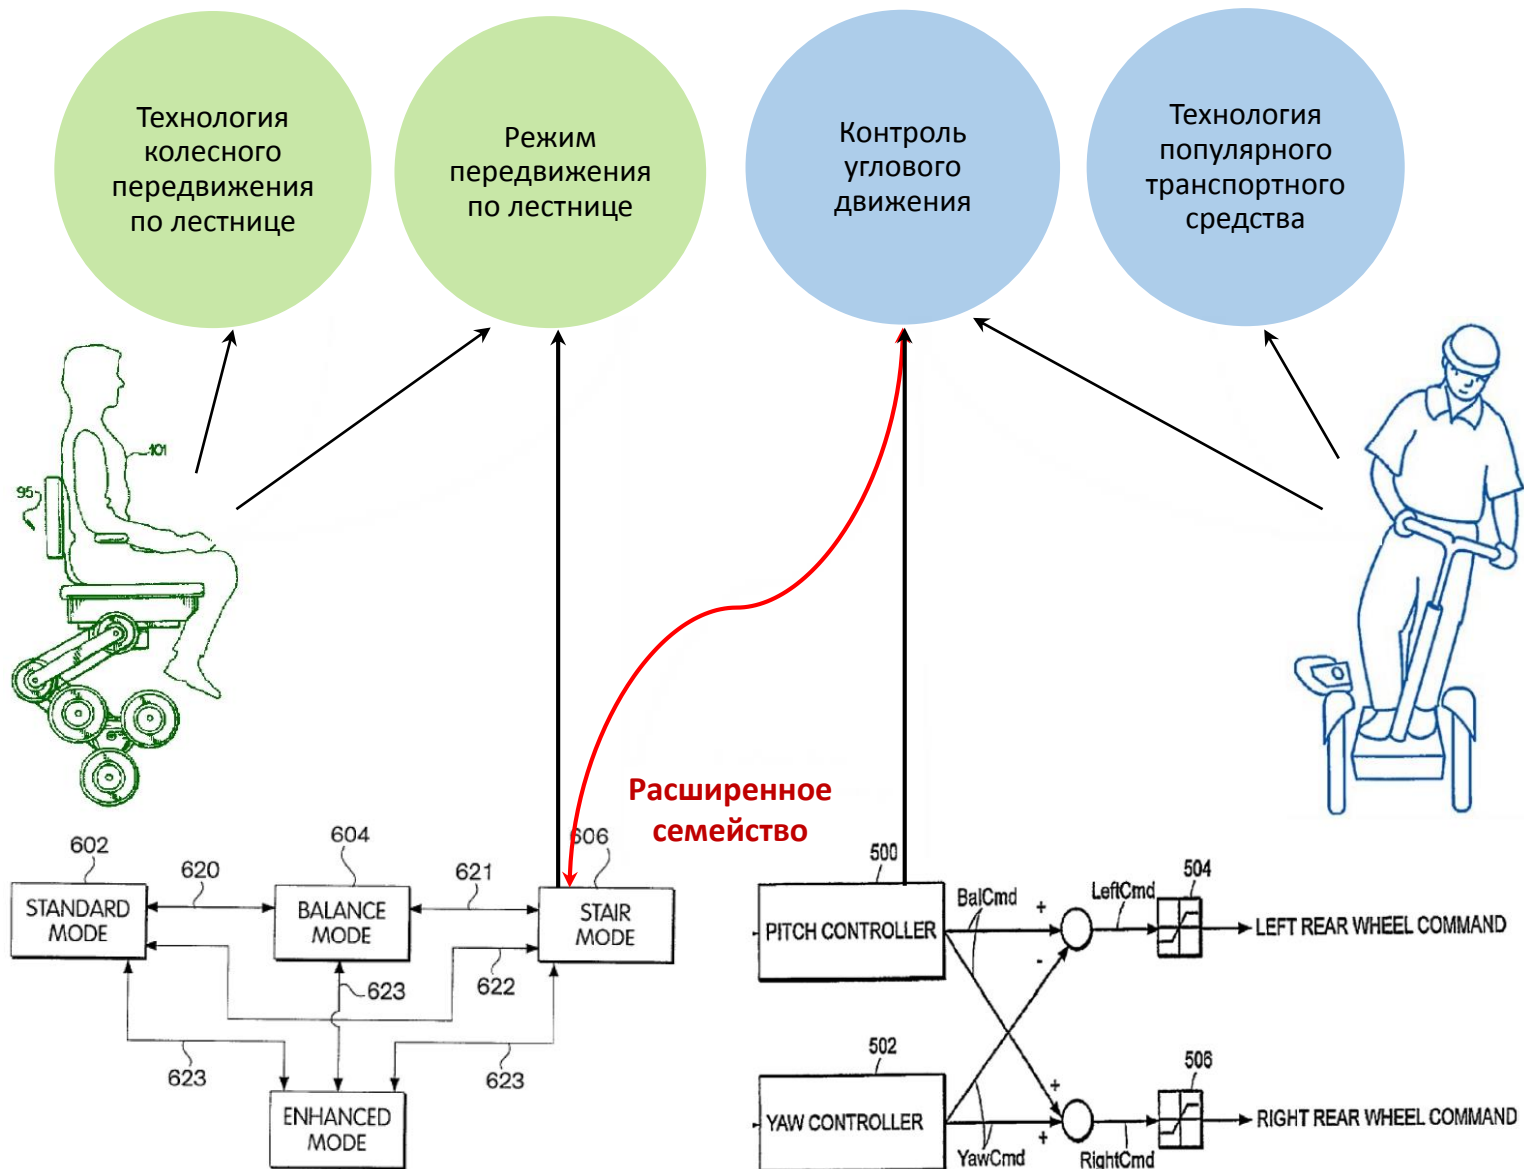 Технология
колесного
передвижения
по лестнице
Режим
передвижения
по лестнице
Контроль
углового
движения
Технология
популярного
транспортного
средства
101
95
Расширенное
семейство
602
620
604
621
606
STANDARD
MODE
BALANCE
MODE
STAIR
MODE
623
622
623
623
ENHANCED
MODE
500
BalCmd
LeftCmd
504
PITCH CONTROLLER
+
-
LEFT REAR WHEEL COMMAND
502
506
YAW CONTROLLER
+
+
YawCmd
RightCmd
RIGHT REAR WHEEL COMMAND